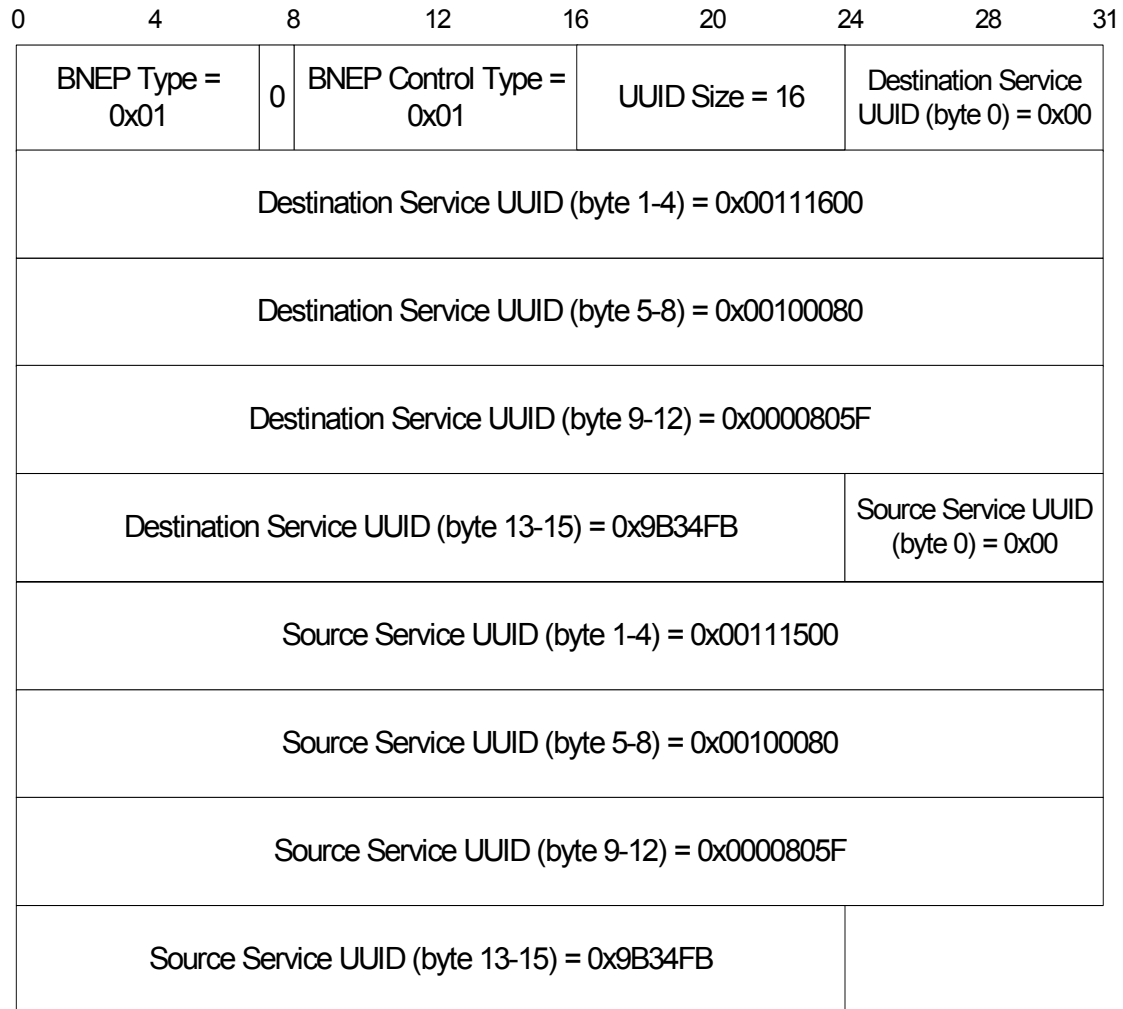 0 4 8 12 16 20 24 28 31
BNEP Type =
0x01
0
BNEP Control Type =
0x01
UUID Size = 16
Destination Service
UUID (byte 0) = 0x00
Destination Service UUID (byte 1-4) = 0x00111600
Destination Service UUID (byte 5-8) = 0x00100080
Destination Service UUID (byte 9-12) = 0x0000805F
Destination Service UUID (byte 13-15) = 0x9B34FB
Source Service UUID
(byte 0) = 0x00
Source Service UUID (byte 1-4) = 0x00111500
Source Service UUID (byte 5-8) = 0x00100080
Source Service UUID (byte 9-12) = 0x0000805F
Source Service UUID (byte 13-15) = 0x9B34FB